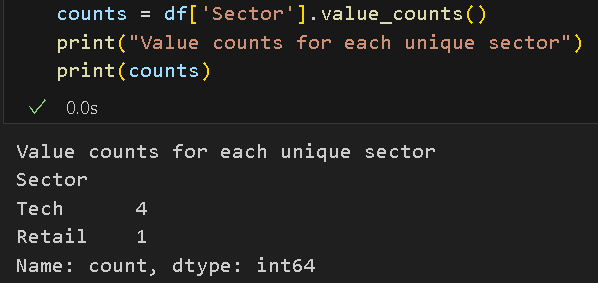 counts = df['Sector'].value_counts()
print("Value counts for each unique sector")
print(counts)
0.0s
Value counts for each unique sector
Sector
Tech      4
Retail    1
Name: count, dtype: int64